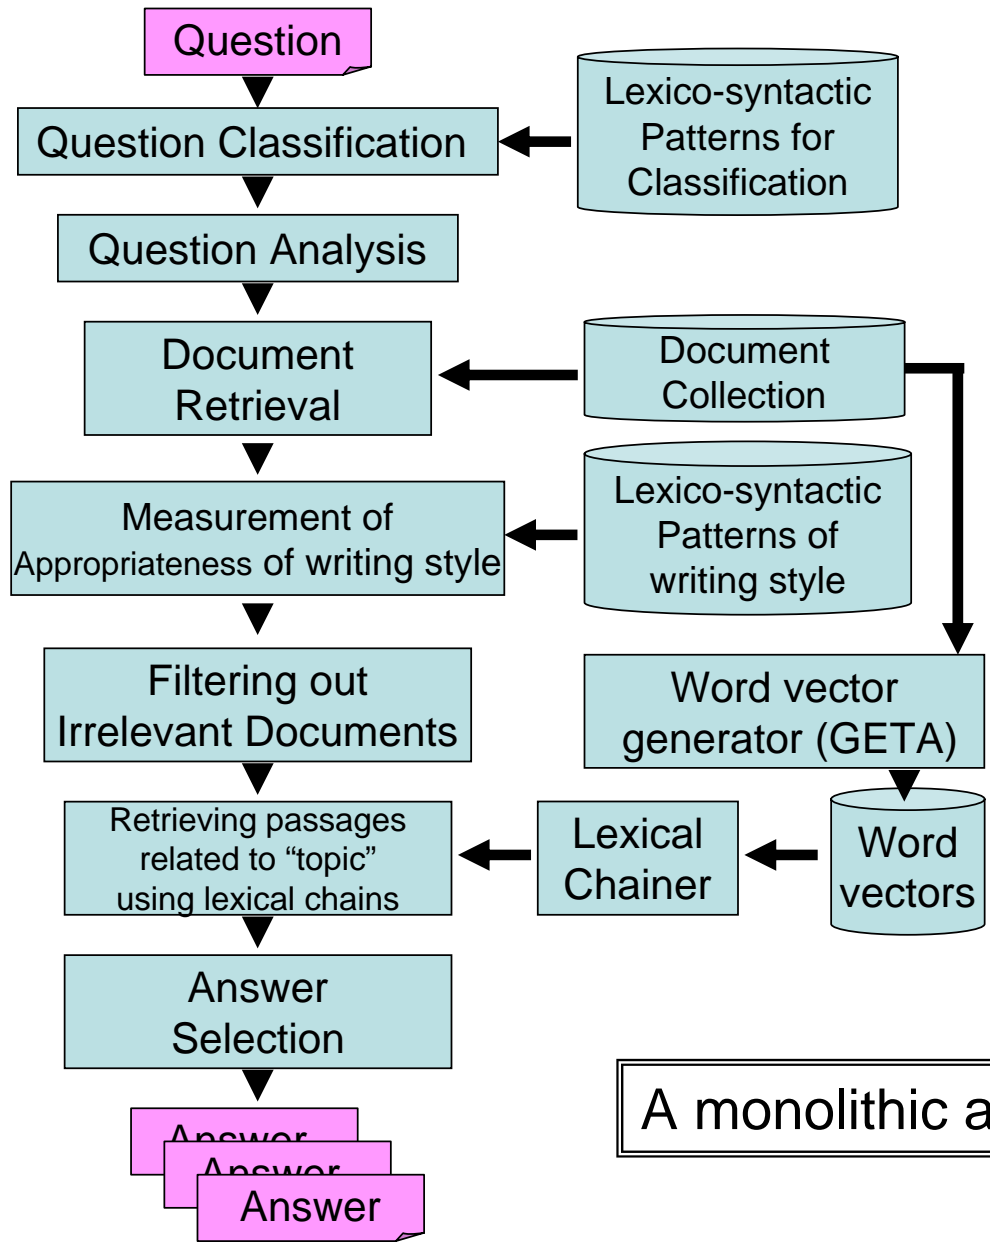 Question
Lexico-syntactic
Patterns for
Classification
Question Classification
Question Analysis
Document
Retrieval
Document
Collection
Measurement of
Appropriateness of writing style
Lexico-syntactic
Patterns of
writing style
Filtering out
Irrelevant Documents
Word vector
generator (GETA)
Retrieving passages
related to “topic”
using lexical chains
Lexical
Chainer
Word
vectors
Answer
Selection
A monolithic a
Answer
Answer
Answer